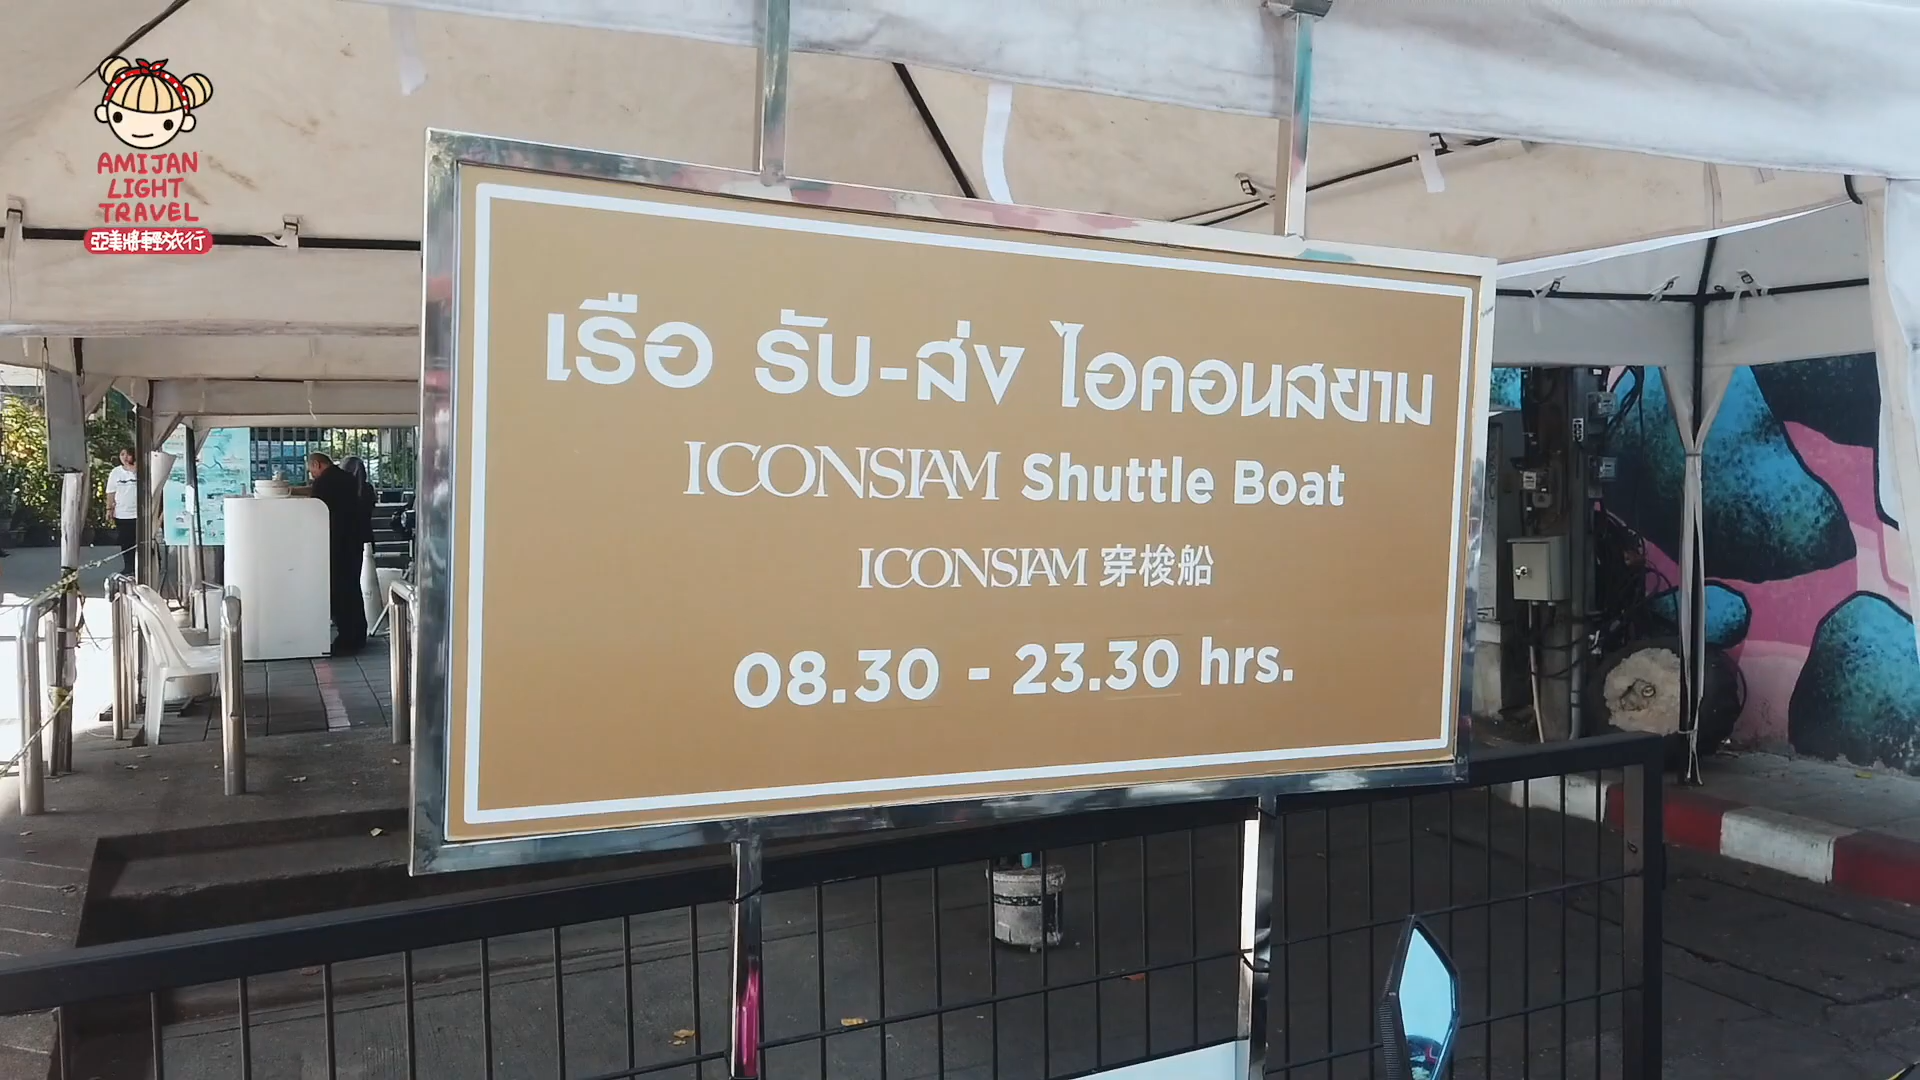 AMIJAN
LIGHT
TRAVEL
亞美將輕旅行
เรือ รับ-ส่ง ไอคอนสยาม
ICONSIAM Shuttle Boat
ICONSIAM 穿梭船
08.30 - 23.30 hrs.